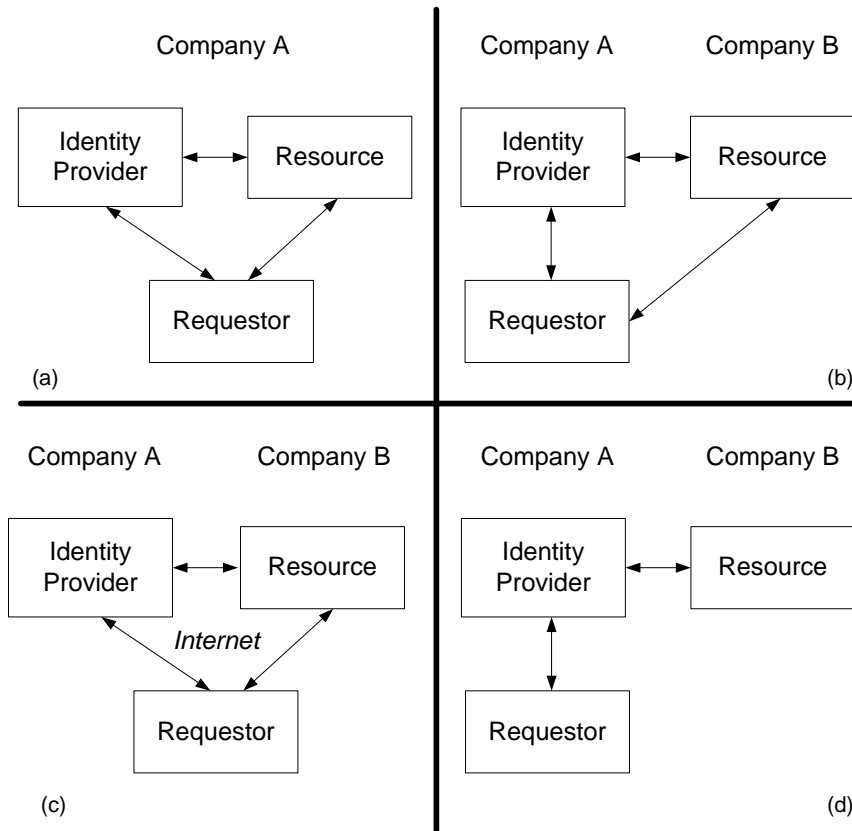 Company A
Identity
Provider
Resource
Requestor
(a)
Company A
Company B
Identity
Provider
Resource
Requestor
(b)
Company A
Company B
Identity
Provider
Resource
Internet
Requestor
(c)
Company A
Company B
Identity
Provider
Resource
Requestor
(d)